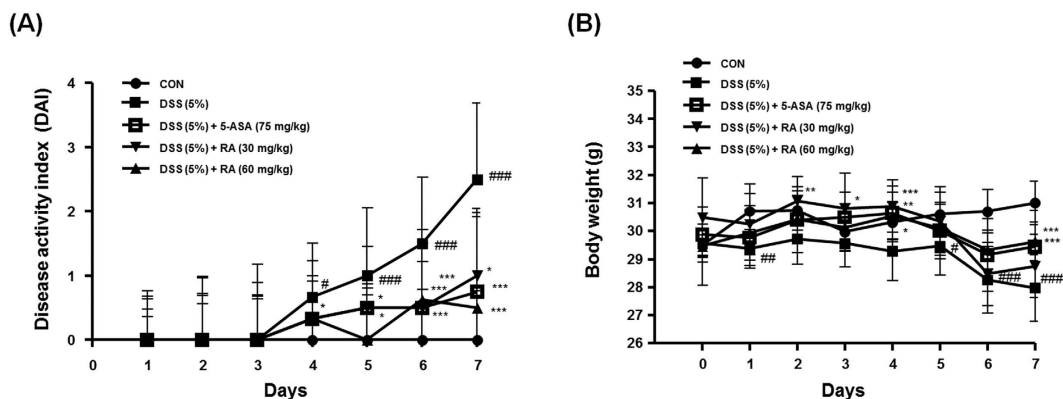 (A)
Disease activity index (DAI)
CON
DSS (5%)
DSS (5%) + 5-ASA (75 mg/kg)
DSS (5%) + RA (30 mg/kg)
DSS (5%) + RA (60 mg/kg)
4
3
2
1
0
###
###
###
#
*
*
*
***
***
***
*
***
***
0 1 2 3 4 5 6 7
Days
(B)
Body weight (g)
CON
DSS (5%)
DSS (5%) + 5-ASA (75 mg/kg)
DSS (5%) + RA (30 mg/kg)
DSS (5%) + RA (60 mg/kg)
35
34
33
32
31
30
29
28
27
26
##
**
*
***
**
#
###
***
***
###
0 1 2 3 4 5 6 7
Days